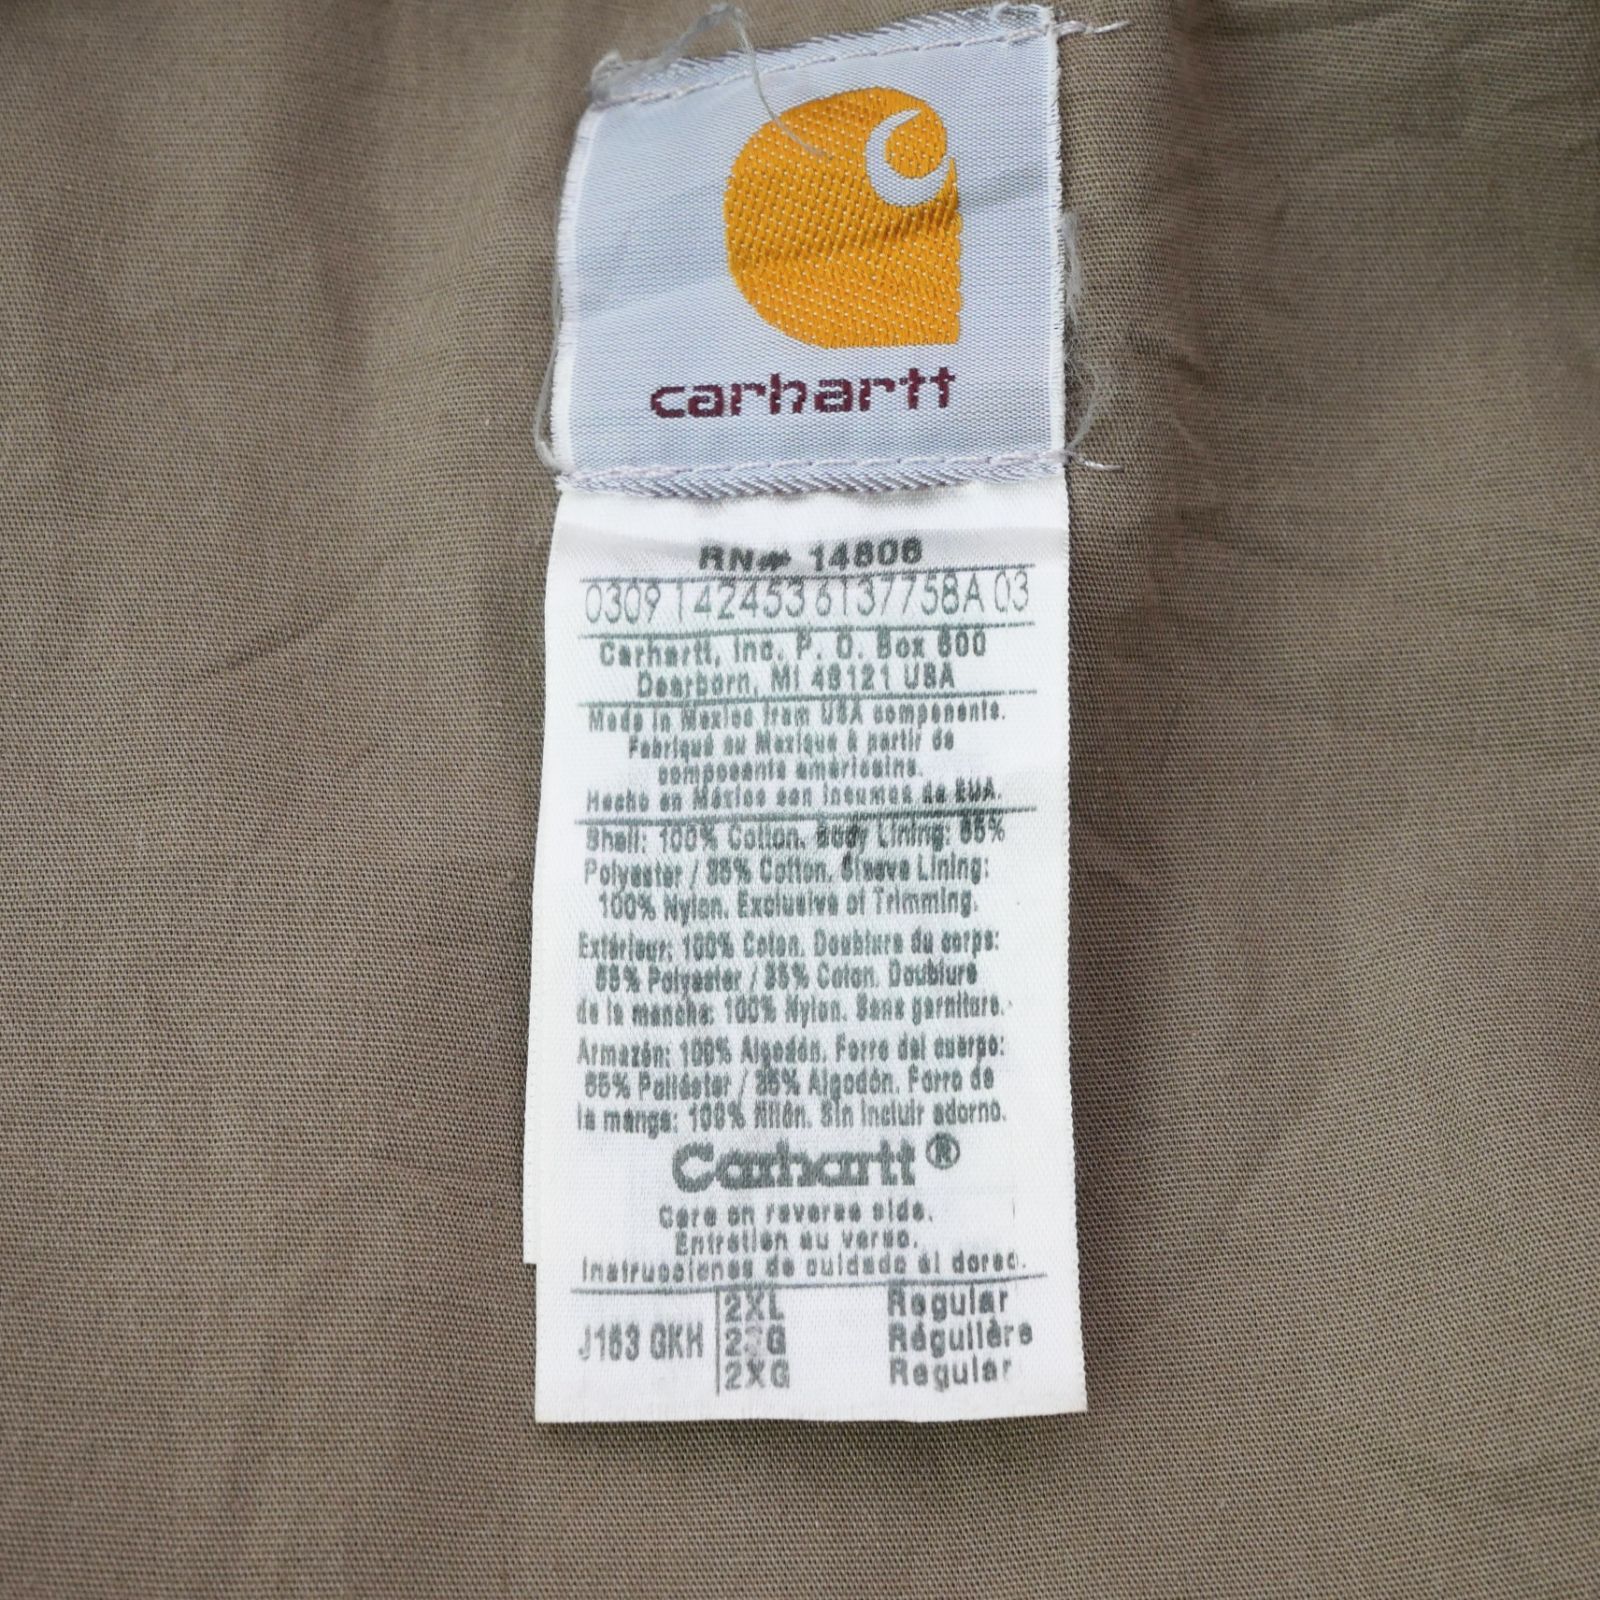 carhartt
RN# 14806
0309 142453 6137758A 03
Carhartt, Inc. P. O. Box 600
Dearborn, MI 48121 USA
Made in Mexico from USA components.
Fabriqué au Mexique à partir de
composants américains.
Hecho en México con insumos de EUA.
Shell: 100% Cotton. Body Lining: 65%
Polyester / 35% Cotton. Sleeve Lining:
100% Nylon. Exclusive of Trimming.
Extérieur: 100% Coton. Doublure du corps:
65% Polyester / 35% Coton. Doublure
de la manche: 100% Nylon. Sans garniture.
Armazón: 100% Algodón. Forro del cuerpo:
65% Poliéster / 35% Algodón. Forro de
la manga: 100% Nilón. Sin incluir adorno.
Carhartt®
Care on reverse side.
Entretien au verso.
Instrucciones de cuidado al dorso.
J163 GKH
2XL Regular
Régulière
2XG Regular